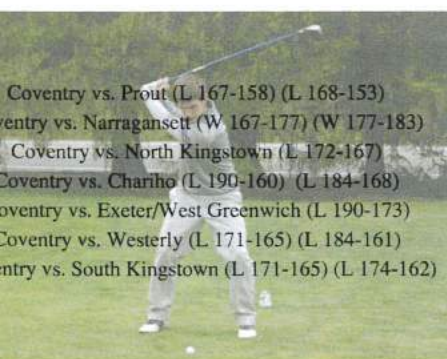 Coventry vs. Prout (L 167-158) (L 168-153)
ventry vs. Narragansett (W 167-177) (W 177-183)
Coventry vs. North Kingstown (L 172-167)
Coventry vs. Chariho (L 190-160) (L 184-168)
oventry vs. Exeter/West Greenwich (L 190-173)
Coventry vs. Westerly (L 171-165) (L 184-161)
entry vs. South Kingstown (L 171-165) (L 174-162)